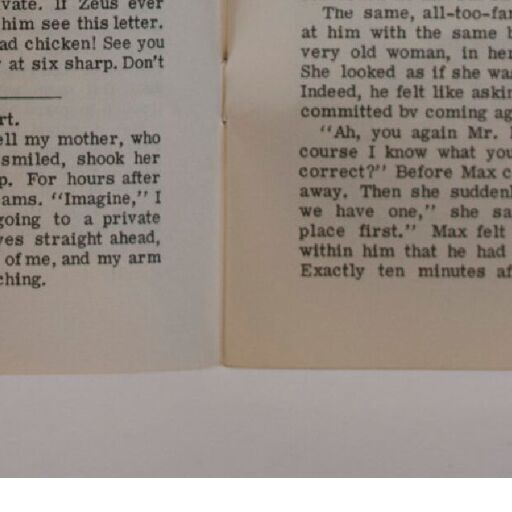 vate. If Zeus ever
him see this letter.
ad chicken! See you
at six sharp. Don't
rt.
ell my mother, who
smiled, shook her
p. For hours after
ams. "Imagine," I
going to a private
yes straight ahead,
of me, and my arm
ching.
The same, all-too-fa
at him with the same
very old woman, in her
She looked as if she wa
Indeed, he felt like askin
committed by coming ag
"Ah, you again Mr.
course I know what you
correct?" Before Max c
away. Then she sudden
we have one," she sa
place first." Max felt
within him that he had
Exactly ten minutes af